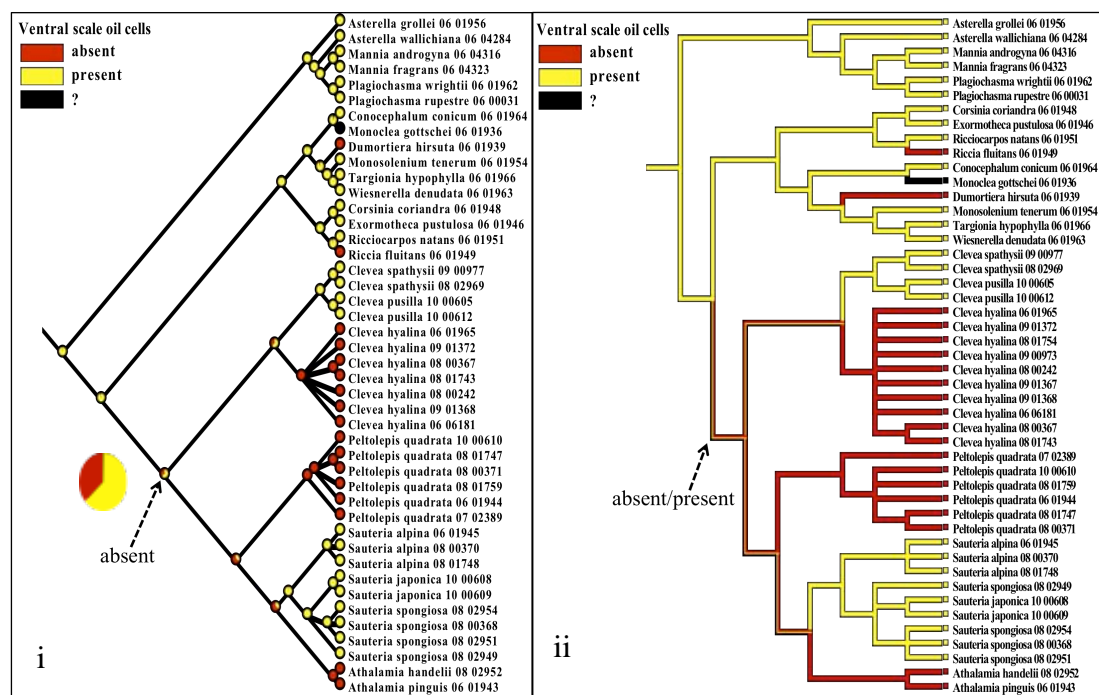 Ventral scale oil cells
absent
present
?
Asterella grollei 06 01956
Asterella wallichiana 06 04284
Mannia androgyna 06 04316
Mannia fragrans 06 04323
Plagiochasma wrightii 06 01962
Plagiochasma rupestre 06 00031
Conocephalum conicum 06 01964
Monoclea gottschei 06 01936
Dumortiera hirsuta 06 01939
Monosolenium tenerum 06 01954
Targionia hypophylla 06 01966
Wiesnerella denudata 06 01963
Corsinia coriandra 06 01948
Exormotheca pustulosa 06 01946
Ricciocarpos natans 06 01951
Riccia fluitans 06 01949
Clevea spathysii 09 00977
Clevea spathysii 08 02969
Clevea pusilla 10 00605
Clevea pusilla 10 00612
Clevea hyalina 06 01965
Clevea hyalina 09 01372
Clevea hyalina 08 00367
Clevea hyalina 08 01743
Clevea hyalina 08 00242
Clevea hyalina 09 01368
Clevea hyalina 06 06181
Peltolepis quadrata 10 00610
Peltolepis quadrata 08 01747
Peltolepis quadrata 08 00371
Peltolepis quadrata 08 01759
Peltolepis quadrata 06 01944
Peltolepis quadrata 07 02389
Sauteria alpina 06 01945
Sauteria alpina 08 00370
Sauteria alpina 08 01748
Sauteria japonica 10 00608
Sauteria japonica 10 00609
Sauteria spongiosa 08 02954
Sauteria spongiosa 08 00368
Sauteria spongiosa 08 02951
Sauteria spongiosa 08 02949
Athalamia handelii 08 02952
Athalamia pinguis 06 01943
absent
i
Ventral scale oil cells
absent
present
?
Asterella grollei 06 01956
Asterella wallichiana 06 04284
Mannia androgyna 06 04316
Mannia fragrans 06 04323
Plagiochasma wrightii 06 01962
Plagiochasma rupestre 06 00031
Corsinia coriandra 06 01948
Exormotheca pustulosa 06 01946
Ricciocarpos natans 06 01951
Riccia fluitans 06 01949
Conocephalum conicum 06 01964
Monoclea gottschei 06 01936
Dumortiera hirsuta 06 01939
Monosolenium tenerum 06 01954
Targionia hypophylla 06 01966
Wiesnerella denudata 06 01963
Clevea spathysii 09 00977
Clevea spathysii 08 02969
Clevea pusilla 10 00605
Clevea pusilla 10 00612
Clevea hyalina 06 01965
Clevea hyalina 09 01372
Clevea hyalina 08 01754
Clevea hyalina 09 00973
Clevea hyalina 08 00242
Clevea hyalina 09 01367
Clevea hyalina 09 01368
Clevea hyalina 06 06181
Clevea hyalina 08 00367
Clevea hyalina 08 01743
Peltolepis quadrata 07 02389
Peltolepis quadrata 10 00610
Peltolepis quadrata 08 01759
Peltolepis quadrata 06 01944
Peltolepis quadrata 08 01747
Peltolepis quadrata 08 00371
Sauteria alpina 06 01945
Sauteria alpina 08 00370
Sauteria alpina 08 01748
Sauteria spongiosa 08 02949
Sauteria japonica 10 00608
Sauteria japonica 10 00609
Sauteria spongiosa 08 02954
Sauteria spongiosa 08 00368
Sauteria spongiosa 08 02951
Athalamia handelii 08 02952
Athalamia pinguis 06 01943
absent/present
ii